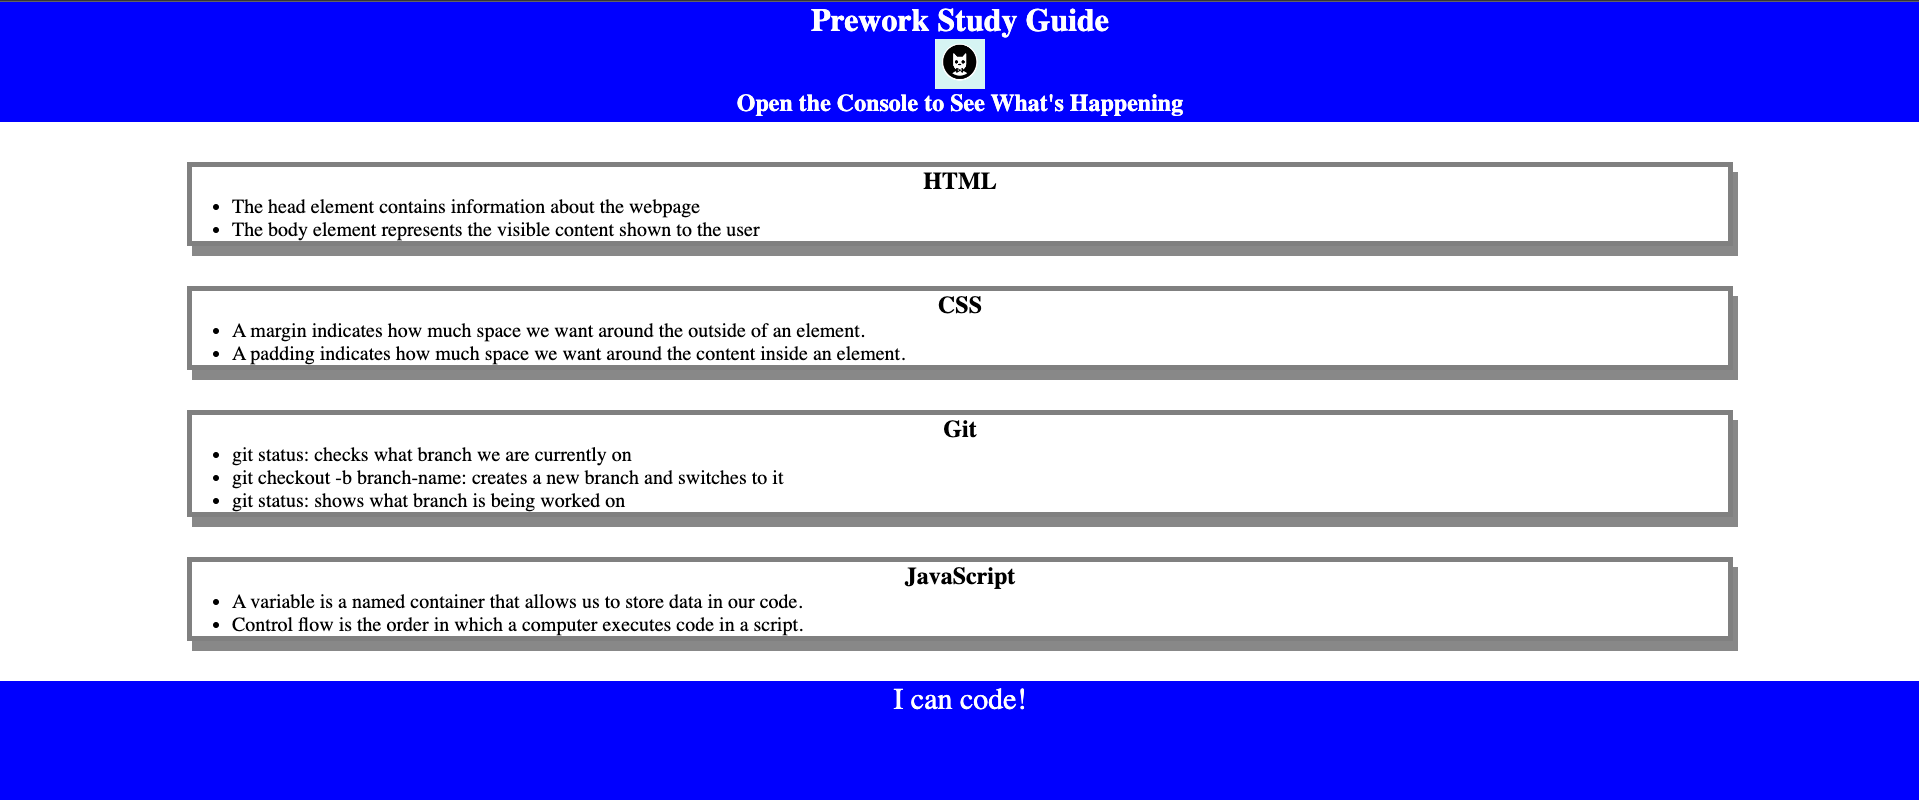 Prework Study Guide
Open the Console to See What's Happening
HTML
The head element contains information about the webpage
The body element represents the visible content shown to the user
CSS
A margin indicates how much space we want around the outside of an element.
A padding indicates how much space we want around the content inside an element.
Git
git status: checks what branch we are currently on
git checkout -b branch-name: creates a new branch and switches to it
git status: shows what branch is being worked on
JavaScript
A variable is a named container that allows us to store data in our code.
Control flow is the order in which a computer executes code in a script.
I can code!